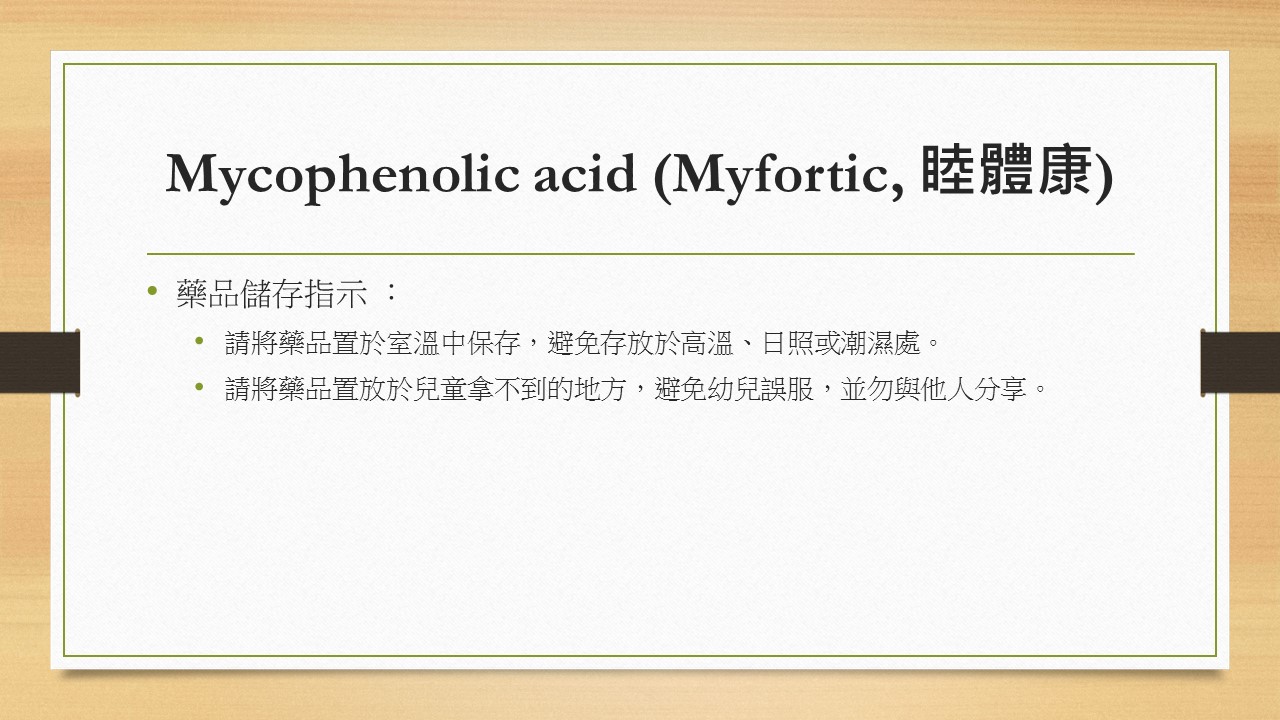 Mycophenolic acid (Myfortic, 睦體康)
• 藥品儲存指示 ：
• 請將藥品置於室溫中保存，避免存放於高溫、日照或潮濕處。
• 請將藥品置放於兒童拿不到的地方，避免幼兒誤服，並勿與他人分享。